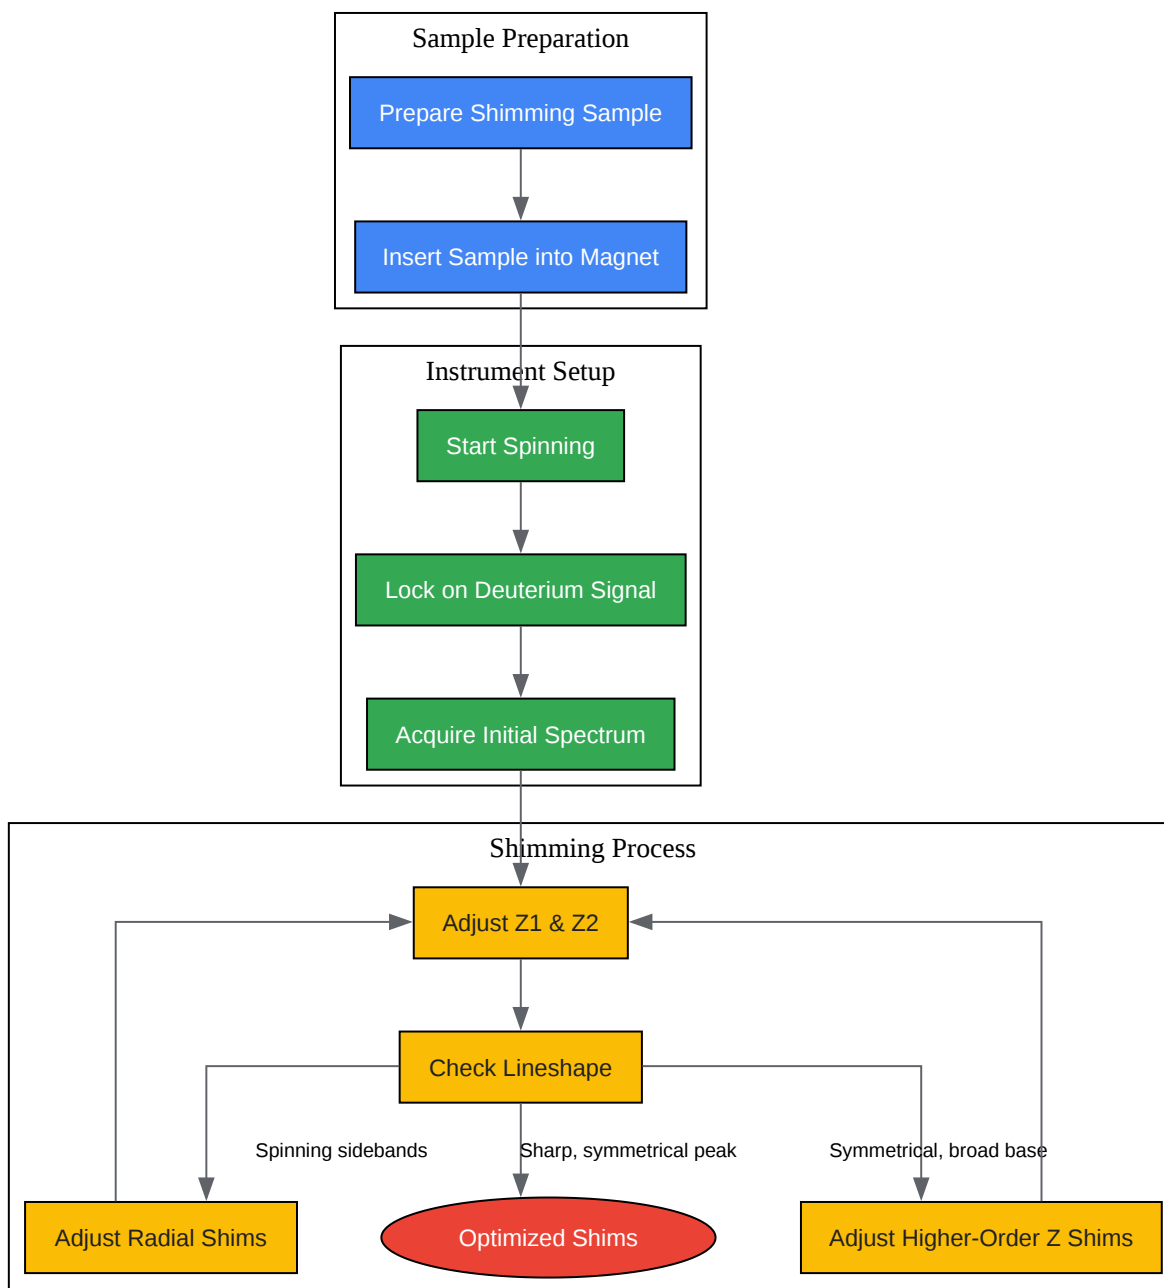 Sample Preparation
Prepare Shimming Sample
Insert Sample into Magnet
Instrument Setup
Start Spinning
Lock on Deuterium Signal
Acquire Initial Spectrum
Shimming Process
Adjust Z1 & Z2
Check Lineshape
Spinning sidebands
Sharp, symmetrical peak
Symmetrical, broad base
Adjust Radial Shims
Optimized Shims
Adjust Higher-Order Z Shims